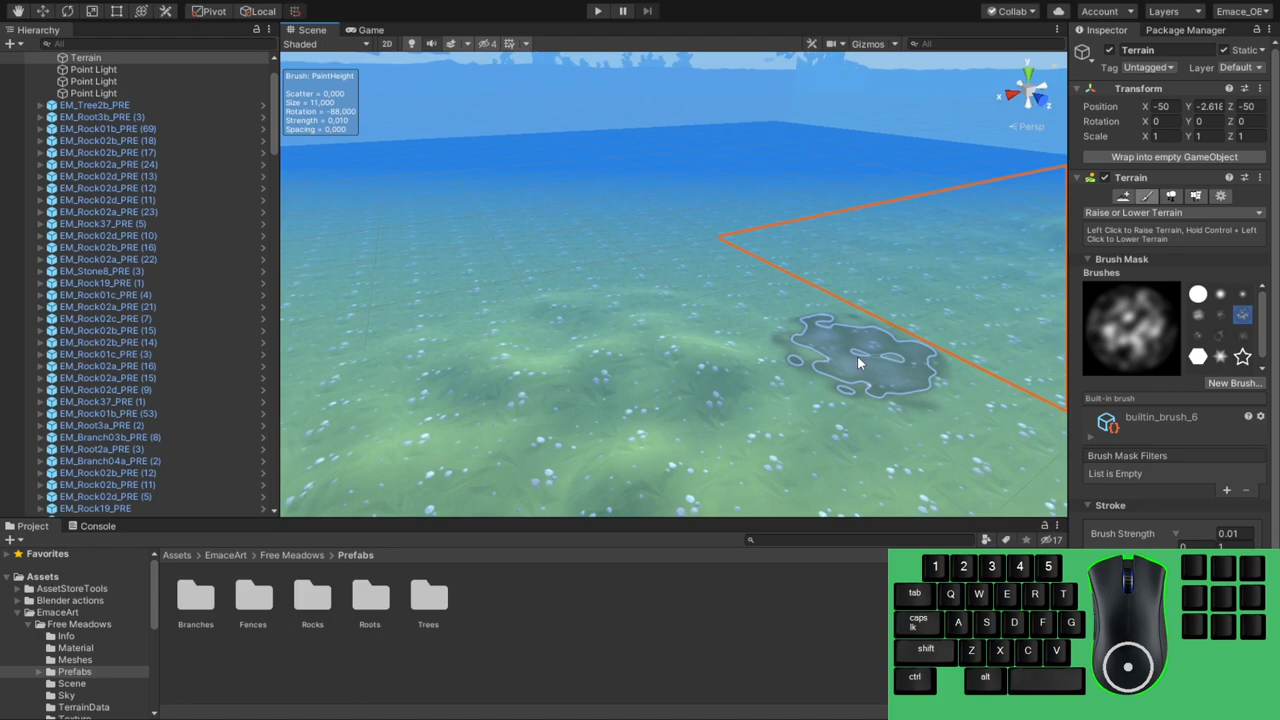 Pivot Local Collab Account Layers Emace_OE
Hierarchy
All
Terrain
Point Light
Point Light
Point Light
EM_Tree2b_PRE
EM_Root3b_PRE (3)
EM_Rock01b_PRE (69)
EM_Rock02b_PRE (18)
EM_Rock02b_PRE (17)
EM_Rock02a_PRE (24)
EM_Rock02d_PRE (13)
EM_Rock02d_PRE (12)
EM_Rock02d_PRE (11)
EM_Rock02a_PRE (23)
EM_Rock37_PRE (5)
EM_Rock02d_PRE (10)
EM_Rock02b_PRE (16)
EM_Rock02a_PRE (22)
EM_Stone8_PRE (3)
EM_Rock19_PRE (1)
EM_Rock01c_PRE (4)
EM_Rock02a_PRE (21)
EM_Rock02c_PRE (7)
EM_Rock02b_PRE (15)
EM_Rock02b_PRE (14)
EM_Rock01c_PRE (3)
EM_Rock02a_PRE (16)
EM_Rock02a_PRE (15)
EM_Rock02d_PRE (9)
EM_Rock37_PRE (1)
EM_Rock01b_PRE (53)
EM_Root3a_PRE (2)
EM_Branch03b_PRE (8)
EM_Root2a_PRE (3)
EM_Branch04a_PRE (2)
EM_Rock02b_PRE (12)
EM_Rock02b_PRE (11)
EM_Rock02d_PRE (5)
EM_Rock19_PRE
Scene Game
Shaded 2D 4 Gizmos All
Brush: PaintHeight
Scatter = 0,000
Size = 11,000
Rotation = -88,000
Strength = 0,010
Spacing = 0,000
y
x
z
Persp
Inspector Package Manager
Terrain Static
Tag Untagged Layer Default
Transform
Position X -50 Y -2.618 Z -50
Rotation X 0 Y 0 Z 0
Scale X 1 Y 1 Z 1
Wrap into empty GameObject
Terrain
Raise or Lower Terrain
Left Click to Raise Terrain, Hold Control + Left
Click to Lower Terrain
Brush Mask
Brushes
New Brush...
Built-in brush
builtin_brush_6
Brush Mask Filters
List is Empty
Stroke
Brush Strength 0.01
Project Console
17
Favorites
Assets
AssetStoreTools
Blender actions
EmaceArt
Free Meadows
Info
Material
Meshes
Prefabs
Scene
Sky
TerrainData
Assets EmaceArt Free Meadows Prefabs
Branches Fences Rocks Roots Trees
1 2 3 4 5
tab Q W E R T
caps
lk A S D F G
shift Z X C V
ctrl alt